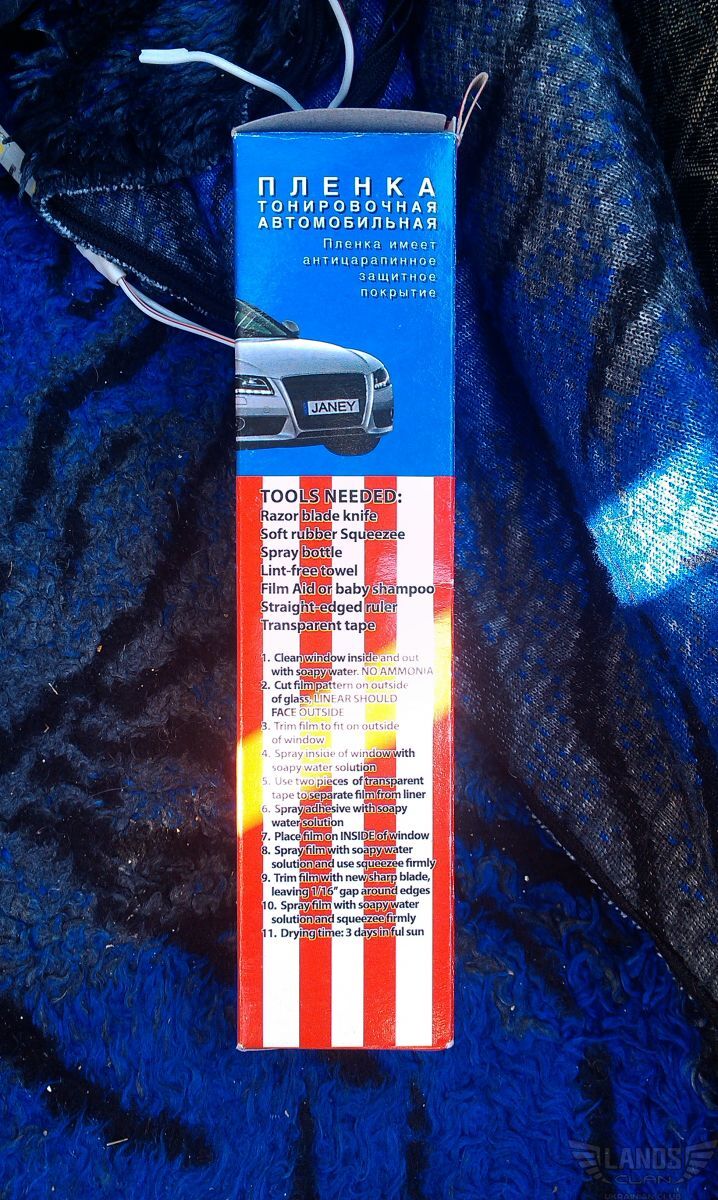 ПЛЕНКА
ТОНИРОВОЧНАЯ
АВТОМОБИЛЬНАЯ
Пленка имеет
антицарапинное
защитное
покрытие
JANEY
TOOLS NEEDED:
Razor blade knife
Soft rubber Squeezee
Spray bottle
Lint-free towel
Film Aid or baby shampoo
Straight-edged ruler
Transparent tape
1. Clean window inside and out
with soapy water. NO AMMONIA
2. Cut film pattern on outside
of glass, LINEAR SHOULD
FACE OUTSIDE
3. Trim film to fit on outside
of window
4. Spray inside of window with
soapy water solution
5. Use two pieces of transparent
tape to separate film from liner
6. Spray adhesive with soapy
water solution
7. Place film on INSIDE of window
8. Spray film with soapy water
solution and use squeezee firmly
9. Trim film with new sharp blade,
leaving 1/16" gap around edges
10. Spray film with soapy water
solution and squeezee firmly
11. Drying time: 3 days in ful sun
LANOS
CLAN